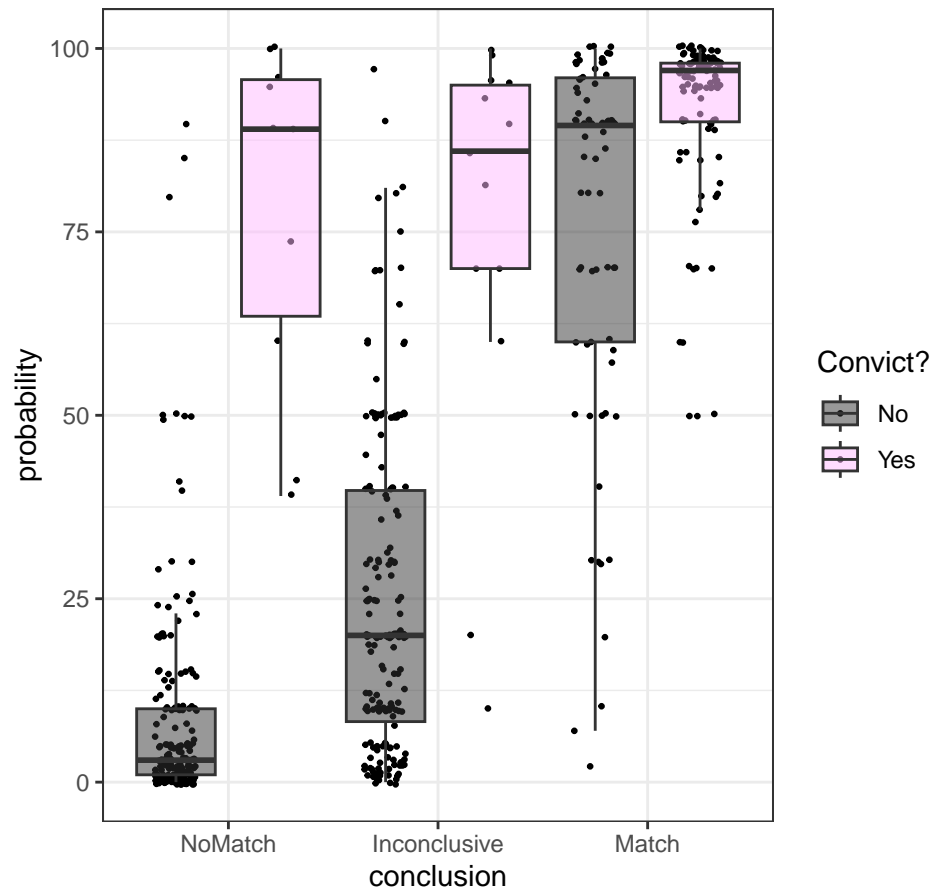 100
75
50
25
0
probability
NoMatch
Inconclusive
Match
conclusion
Convict?
No
Yes